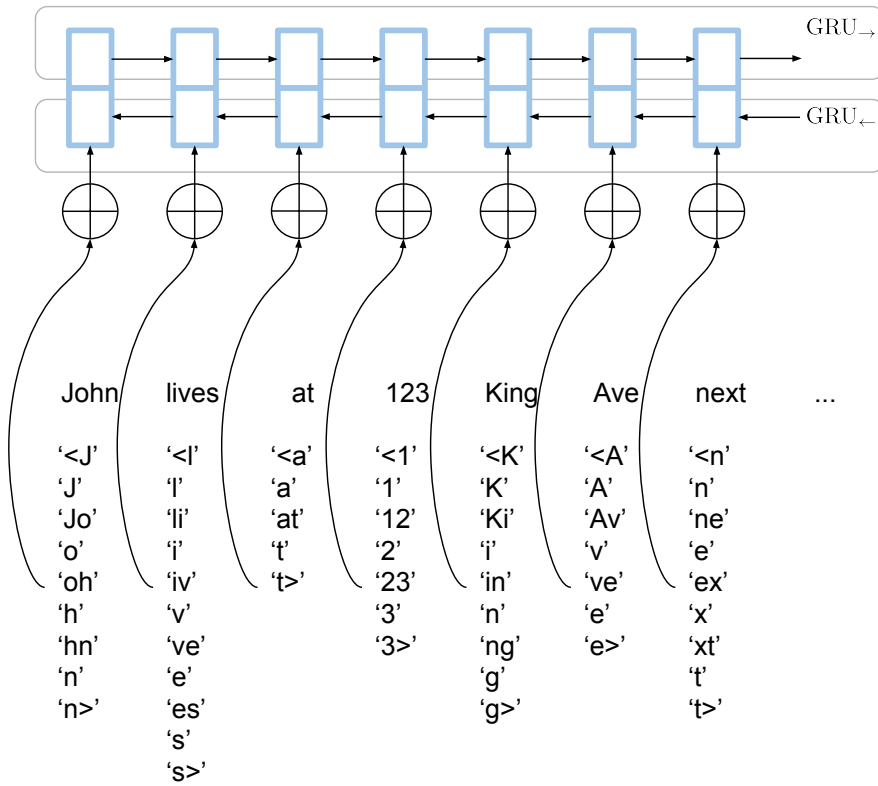 GRU→
GRU←
John lives at 123 King Ave next ...
‘<J’ ‘<l’ ‘<a’ ‘<1’ ‘<K’ ‘<A’ ‘<n’
‘J’ ‘l’ ‘a’ ‘1’ ‘K’ ‘A’ ‘n’
‘Jo’ ‘li’ ‘at’ ‘12’ ‘Ki’ ‘Av’ ‘ne’
‘o’ ‘i’ ‘t’ ‘2’ ‘i’ ‘v’ ‘e’
‘oh’ ‘iv’ ‘t>’ ‘23’ ‘in’ ‘ve’ ‘ex’
‘h’ ‘v’ ‘3’ ‘n’ ‘e’ ‘x’
‘hn’ ‘ve’ ‘3>’ ‘ng’ ‘e>’ ‘xt’
‘n’ ‘e’ ‘g’ ‘t’
‘n>’ ‘es’ ‘g>’ ‘t>’
‘s’
‘s>’